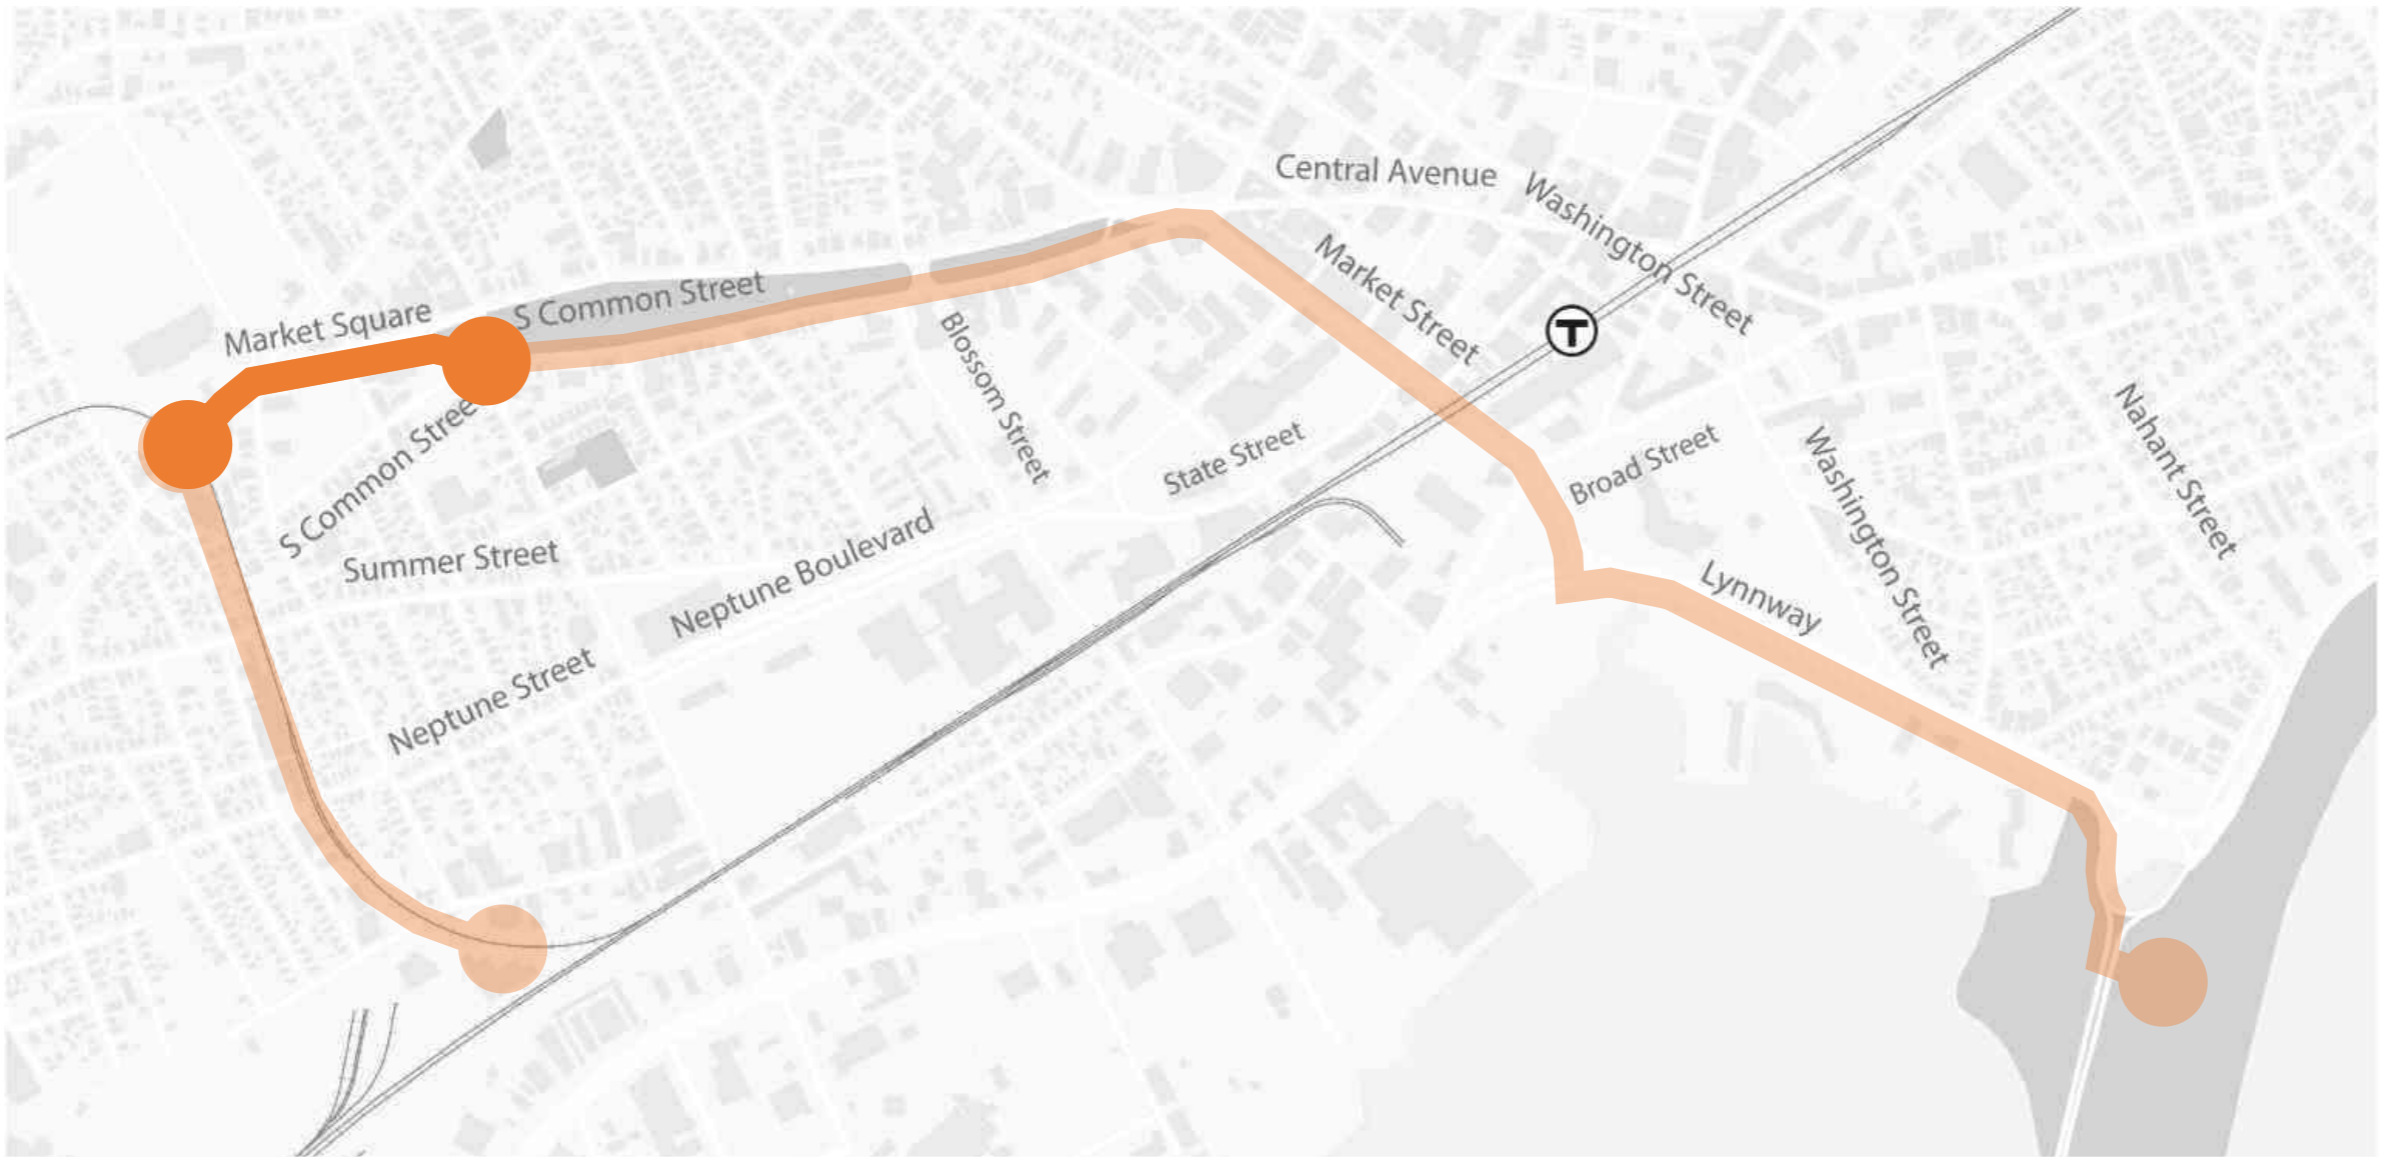 Central Avenue
Washington Street
Market Street
Market Square
S Common Street
T
Blossom Street
S Common Stree
State Street
Broad Street
Nahant Street
Washington Street
Summer Street
Neptune Boulevard
Lynnway
Neptune Street